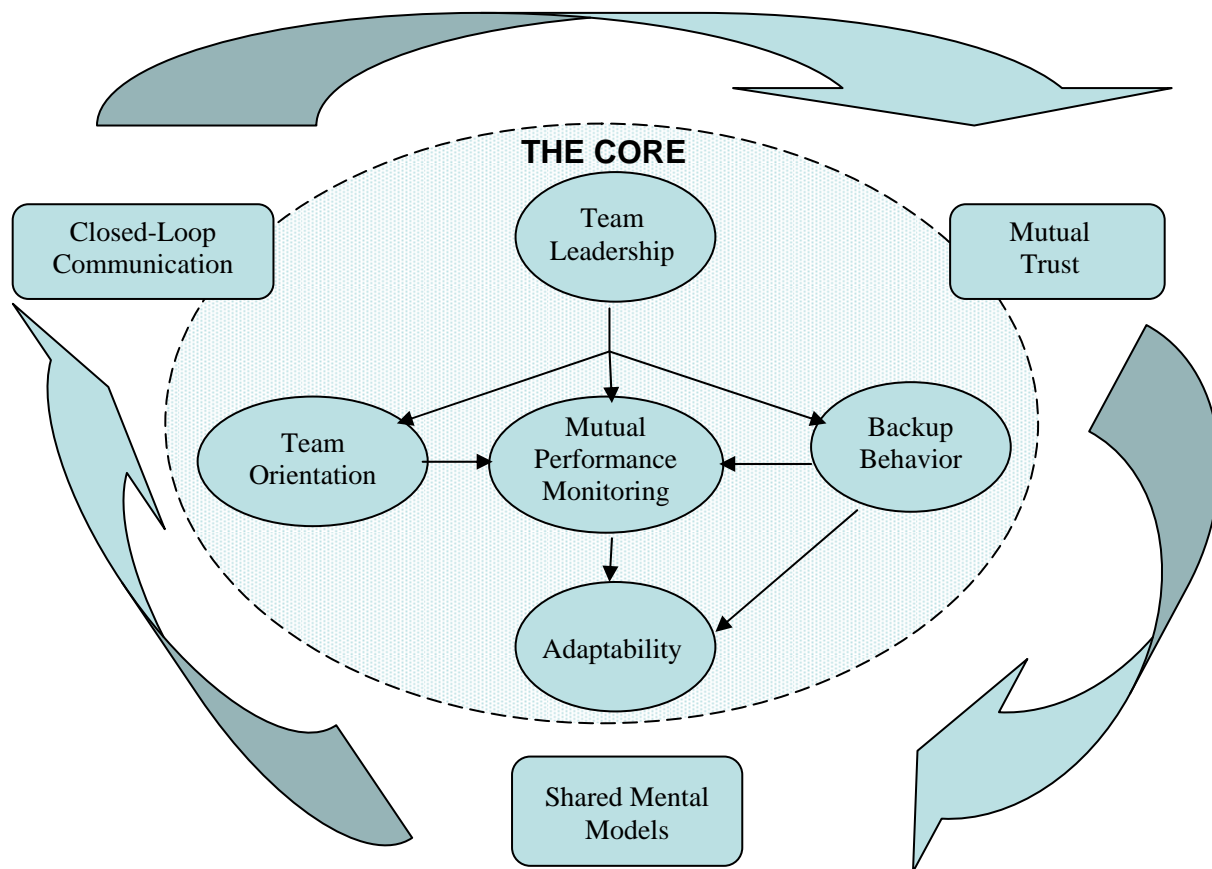 THE CORE
Team
Leadership
Closed-Loop
Communication
Mutual
Trust
Team
Orientation
Mutual
Performance
Monitoring
Backup
Behavior
Adaptability
Shared Mental
Models